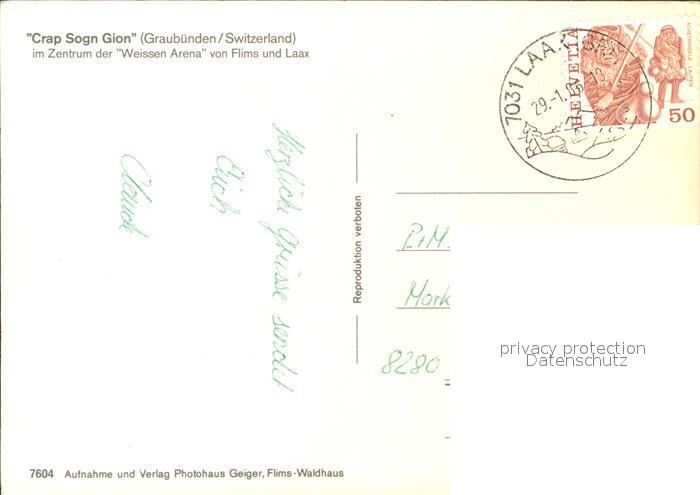 "Crap Sogn Gion" (Graubünden/Switzerland)
im Zentrum der "Weissen Arena" von Flims und Laax
7031 LAAX
29.-1.
HELVETIA
50
Herzliche Grüsse sendet
Euch
Claude
Reproduktion verboten
P+M.
Mark
8280
privacy protection
Datenschutz
7604 Aufnahme und Verlag Photohaus Geiger, Flims-Waldhaus